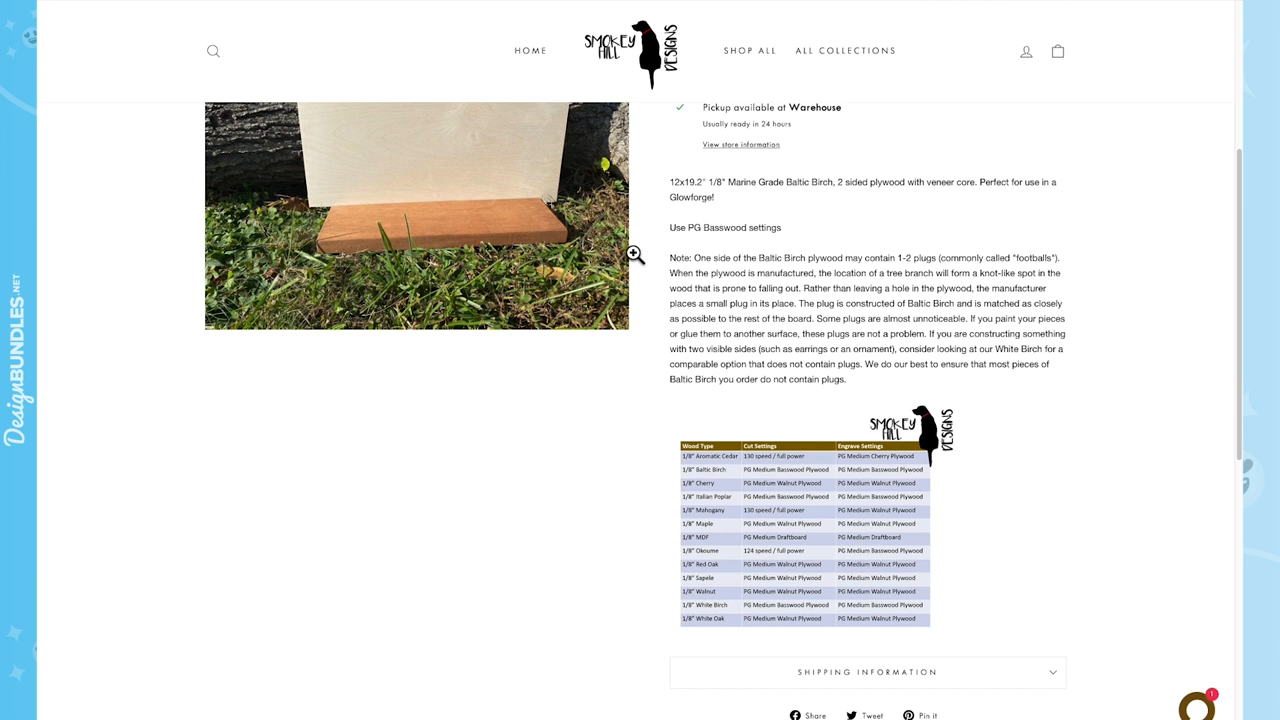 HOME
SMOKEY HILL DESIGNS
SHOP ALL
ALL COLLECTIONS
Pickup available at Warehouse
Usually ready in 24 hours
View store information
12x19.2" 1/8" Marine Grade Baltic Birch, 2 sided plywood with veneer core. Perfect for use in a
Glowforge!
Use PG Basswood settings
Note: One side of the Baltic Birch plywood may contain 1-2 plugs (commonly called "footballs").
When the plywood is manufactured, the location of a tree branch will form a knot-like spot in the
wood that is prone to falling out. Rather than leaving a hole in the plywood, the manufacturer
places a small plug in its place. The plug is constructed of Baltic Birch and is matched as closely
as possible to the rest of the board. Some plugs are almost unnoticeable. If you paint your pieces
or glue them to another surface, these plugs are not a problem. If you are constructing something
with two visible sides (such as earrings or an ornament), consider looking at our White Birch for a
comparable option that does not contain plugs. We do our best to ensure that most pieces of
Baltic Birch you order do not contain plugs.
SMOKEY HILL DESIGNS
Wood Type Cut Settings Engrave Settings
1/8" Aromatic Cedar 130 speed / full power PG Medium Cherry Plywood
1/8" Baltic Birch PG Medium Basswood Plywood PG Medium Basswood Plywood
1/8" Cherry PG Medium Walnut Plywood PG Medium Walnut Plywood
1/8" Italian Poplar PG Medium Basswood Plywood PG Medium Basswood Plywood
1/8" Mahogany 130 speed / full power PG Medium Walnut Plywood
1/8" Maple PG Medium Walnut Plywood PG Medium Walnut Plywood
1/8" MDF PG Medium Draftboard PG Medium Draftboard
1/8" Okoume 124 speed / full power PG Medium Basswood Plywood
1/8" Red Oak PG Medium Walnut Plywood PG Medium Walnut Plywood
1/8" Sapele PG Medium Walnut Plywood PG Medium Walnut Plywood
1/8" Walnut PG Medium Walnut Plywood PG Medium Walnut Plywood
1/8" White Birch PG Medium Basswood Plywood PG Medium Basswood Plywood
1/8" White Oak PG Medium Walnut Plywood PG Medium Walnut Plywood
SHIPPING INFORMATION
1
Share Tweet Pin it
Design BUNDLES.NET